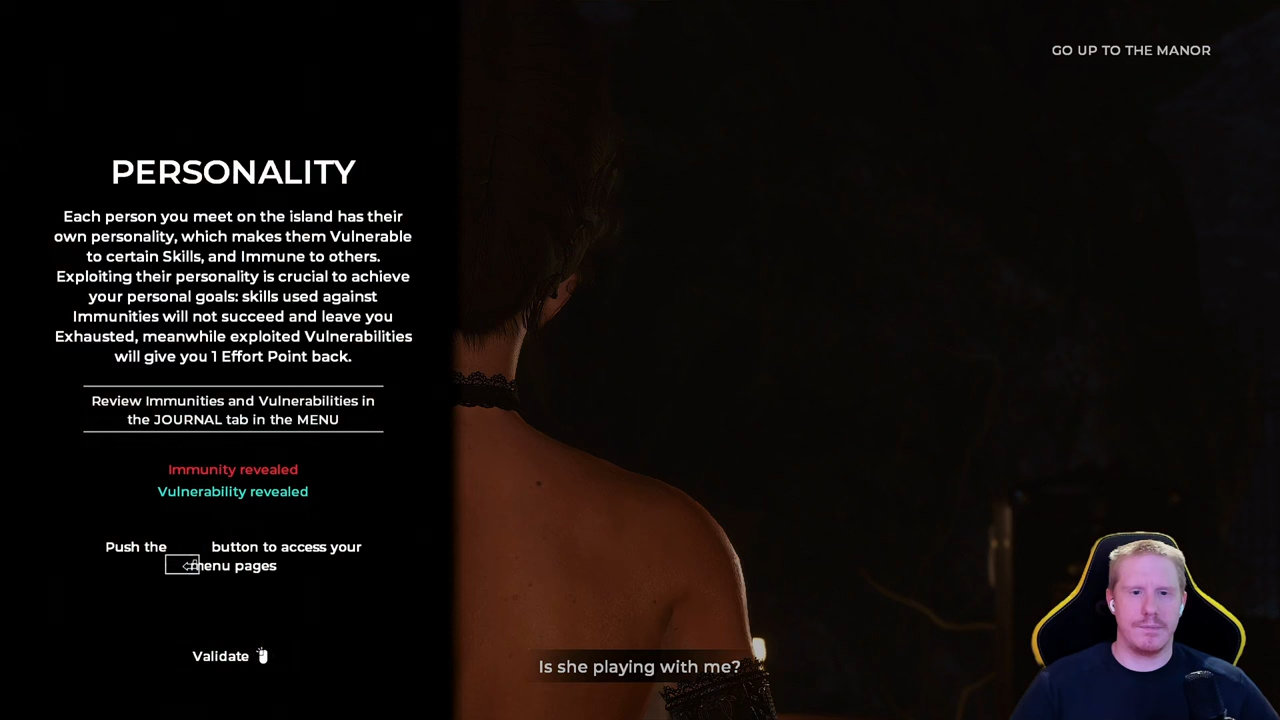 GO UP TO THE MANOR
PERSONALITY
Each person you meet on the island has their
own personality, which makes them Vulnerable
to certain Skills, and Immune to others.
Exploiting their personality is crucial to achieve
your personal goals: skills used against
Immunities will not succeed and leave you
Exhausted, meanwhile exploited Vulnerabilities
will give you 1 Effort Point back.
Review Immunities and Vulnerabilities in
the JOURNAL tab in the MENU
Immunity revealed
Vulnerability revealed
Push the button to access your
menu pages
Validate
Is she playing with me?